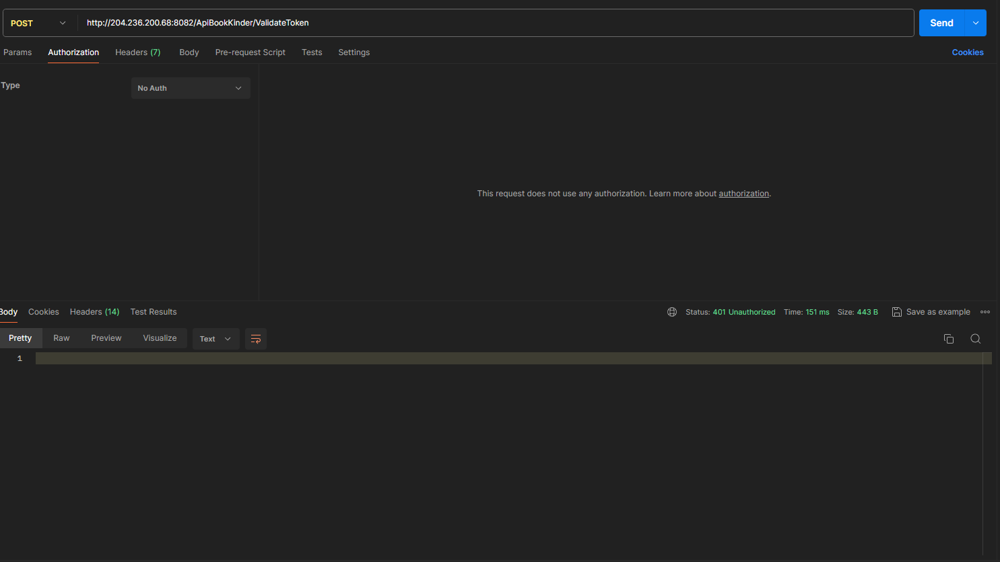 POST http://204.236.200.68:8082/ApiBookKinder/ValidateToken Send
Params Authorization Headers (7) Body Pre-request Script Tests Settings Cookies
Type No Auth
This request does not use any authorization. Learn more about authorization.
Body Cookies Headers (14) Test Results Status: 401 Unauthorized Time: 151 ms Size: 443 B Save as example
Pretty Raw Preview Visualize Text
1